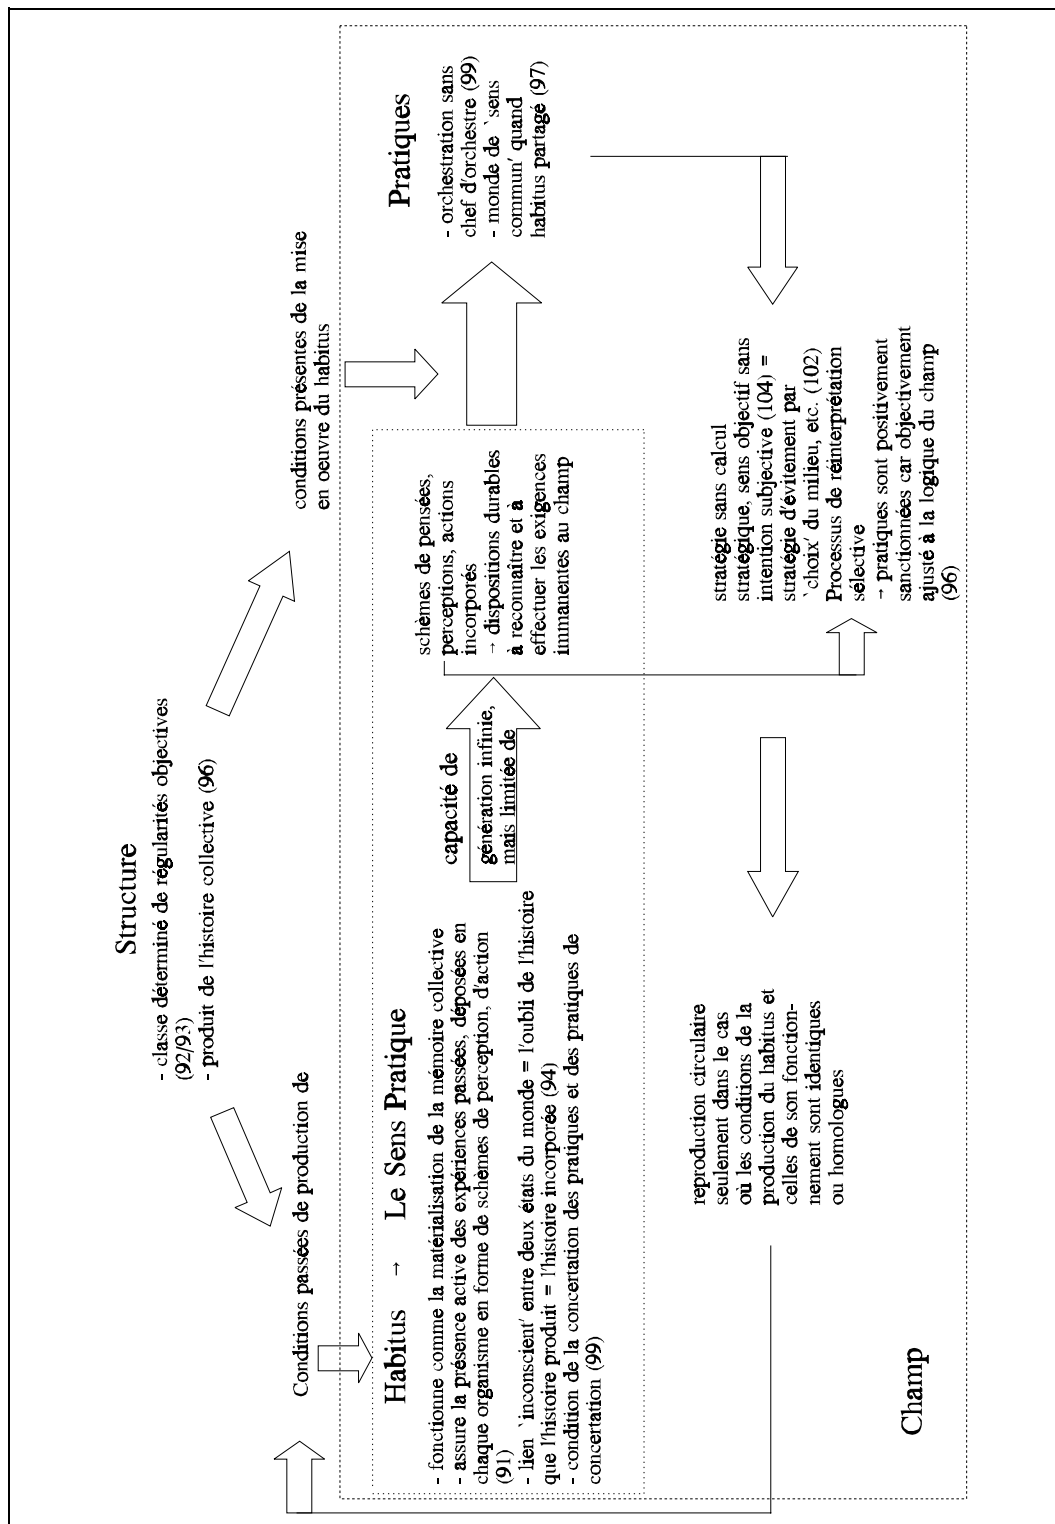 Structure
- classe déterminé de régularités objectives
(92/93)
- produit de l'histoire collective (96)
Conditions passées de production de
conditions présentes de la mise
en oeuvre du habitus
Habitus → Le Sens Pratique
- fonctionne comme la matérialisation de la mémoire collective
- assure la présence active des expériences passées, déposées en
chaque organisme en forme de schèmes de perception, d'action
(91)
- lien `inconscient' entre deux états du monde = l'oubli de l'histoire
que l'histoire produit = l'histoire incorporée (94)
- condition de la concertation des pratiques et des pratiques de
concertation (99)
capacité de
génération infinie,
mais limitée de
schèmes de pensées,
perceptions, actions
incorporés
→ dispositions durables
à reconnaitre et à
effectuer les exigences
immanentes au champ
Pratiques
- orchestration sans
chef d'orchestre (99)
- monde de `sens
commun' quand
habitus partagé (97)
stratégie sans calcul
stratégique, sens objectif sans
intention subjective (104) =
stratégie d'évitement par
`choix' du milieu, etc. (102)
Processus de réinterprétation
sélective
→ pratiques sont positivement
sanctionnées car objectivement
ajusté à la logique du champ
(96)
reproduction circulaire
seulement dans le cas
où les conditions de la
production du habitus et
celles de son fonction-
nement sont identiques
ou homologues
Champ